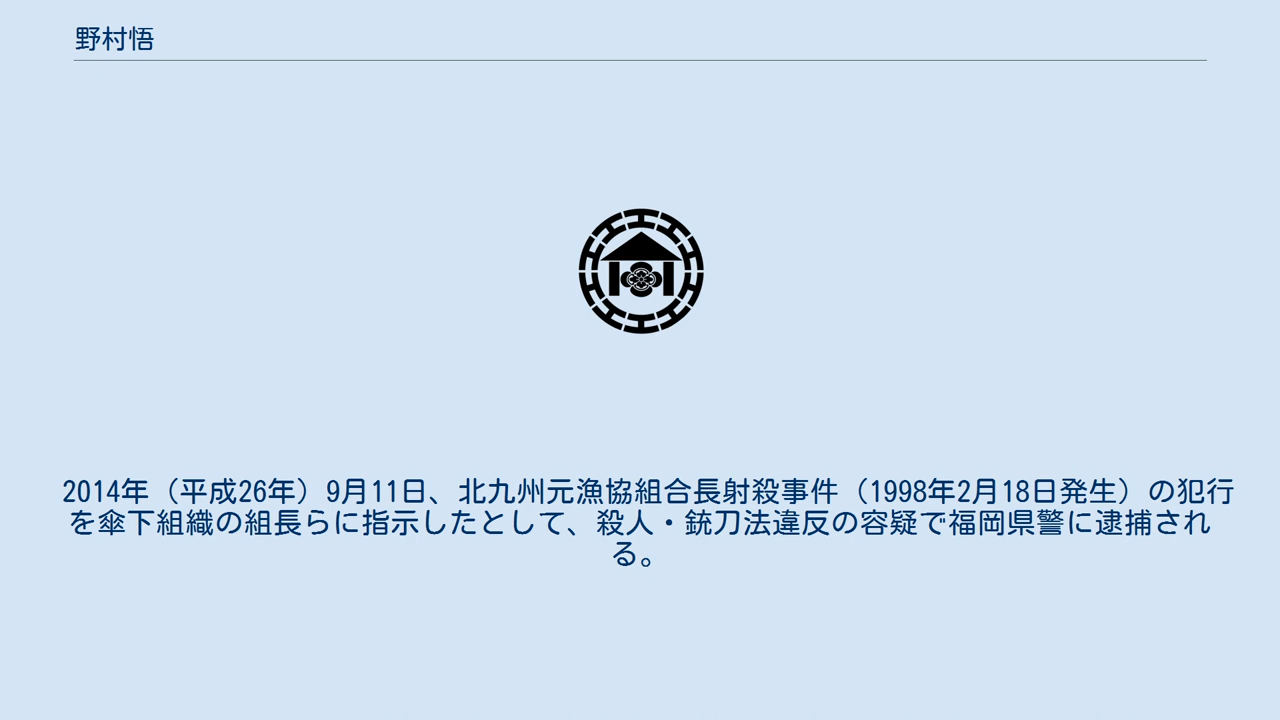 野村悟
2014年（平成26年）9月11日、北九州元漁協組合長射殺事件（1998年2月18日発生）の犯行
を傘下組織の組長らに指示したとして、殺人・銃刀法違反の容疑で福岡県警に逮捕され
る。